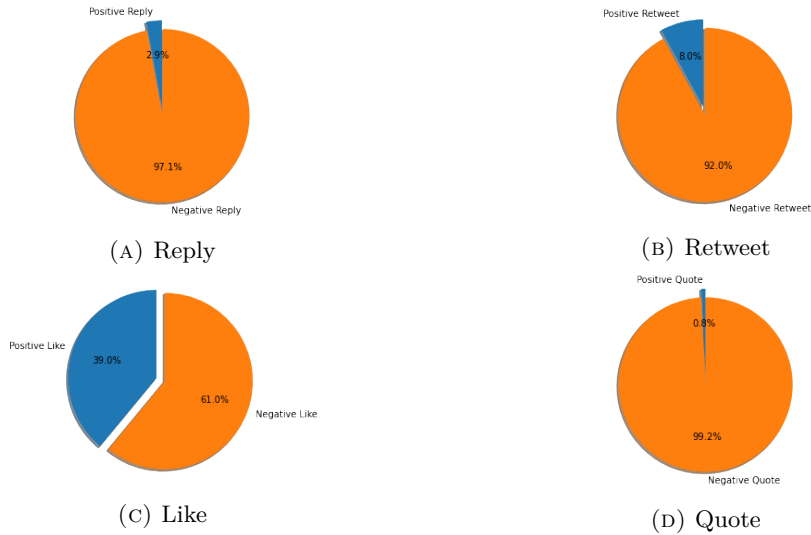 Positive Reply
2.9%
97.1%
Negative Reply
(A) Reply
Positive Retweet
8.0%
92.0%
Negative Retweet
(B) Retweet
Positive Like
39.0%
61.0%
Negative Like
(C) Like
Positive Quote
0.8%
99.2%
Negative Quote
(D) Quote